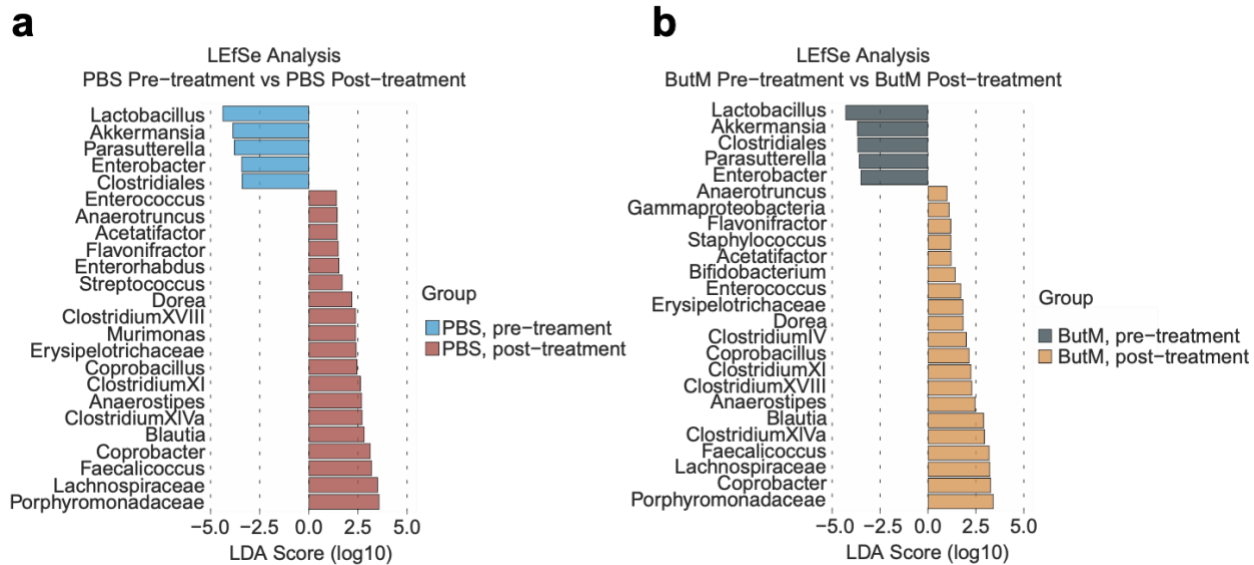 a
LEfSe Analysis
PBS Pre-treatment vs PBS Post-treatment
Lactobacillus
Akkermansia
Parasutterella
Enterobacter
Clostridiales
Enterococcus
Anaerotruncus
Acetatifactor
Flavonifractor
Enterorhabdus
Streptococcus
Dorea
ClostridiumXVIII
Murimonas
Erysipelotrichaceae
Coprobacillus
ClostridiumXI
Anaerostipes
ClostridiumXIVa
Blautia
Coprobacter
Faecalicoccus
Lachnospiraceae
Porphyromonadaceae
−5.0 −2.5 0.0 2.5 5.0
LDA Score (log10)
Group
PBS, pre-treament
PBS, post-treatment
b
LEfSe Analysis
ButM Pre-treatment vs ButM Post-treatment
Lactobacillus
Akkermansia
Clostridiales
Parasutterella
Enterobacter
Anaerotruncus
Gammaproteobacteria
Flavonifractor
Staphylococcus
Acetatifactor
Bifidobacterium
Enterococcus
Erysipelotrichaceae
Dorea
ClostridiumIV
Coprobacillus
ClostridiumXI
ClostridiumXVIII
Anaerostipes
Blautia
ClostridiumXIVa
Faecalicoccus
Lachnospiraceae
Coprobacter
Porphyromonadaceae
−5.0 −2.5 0.0 2.5 5.0
LDA Score (log10)
Group
ButM, pre-treatment
ButM, post-treatment